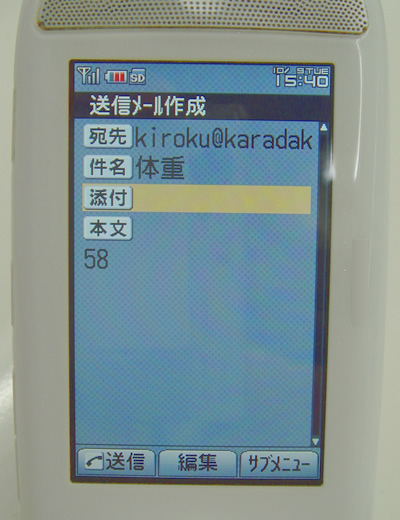 SD 10/ 9 TUE
15:40
送信メール作成
宛先 kiroku@karadak
件名 体重
添付
本文
58
送信 編集 サブメニュー